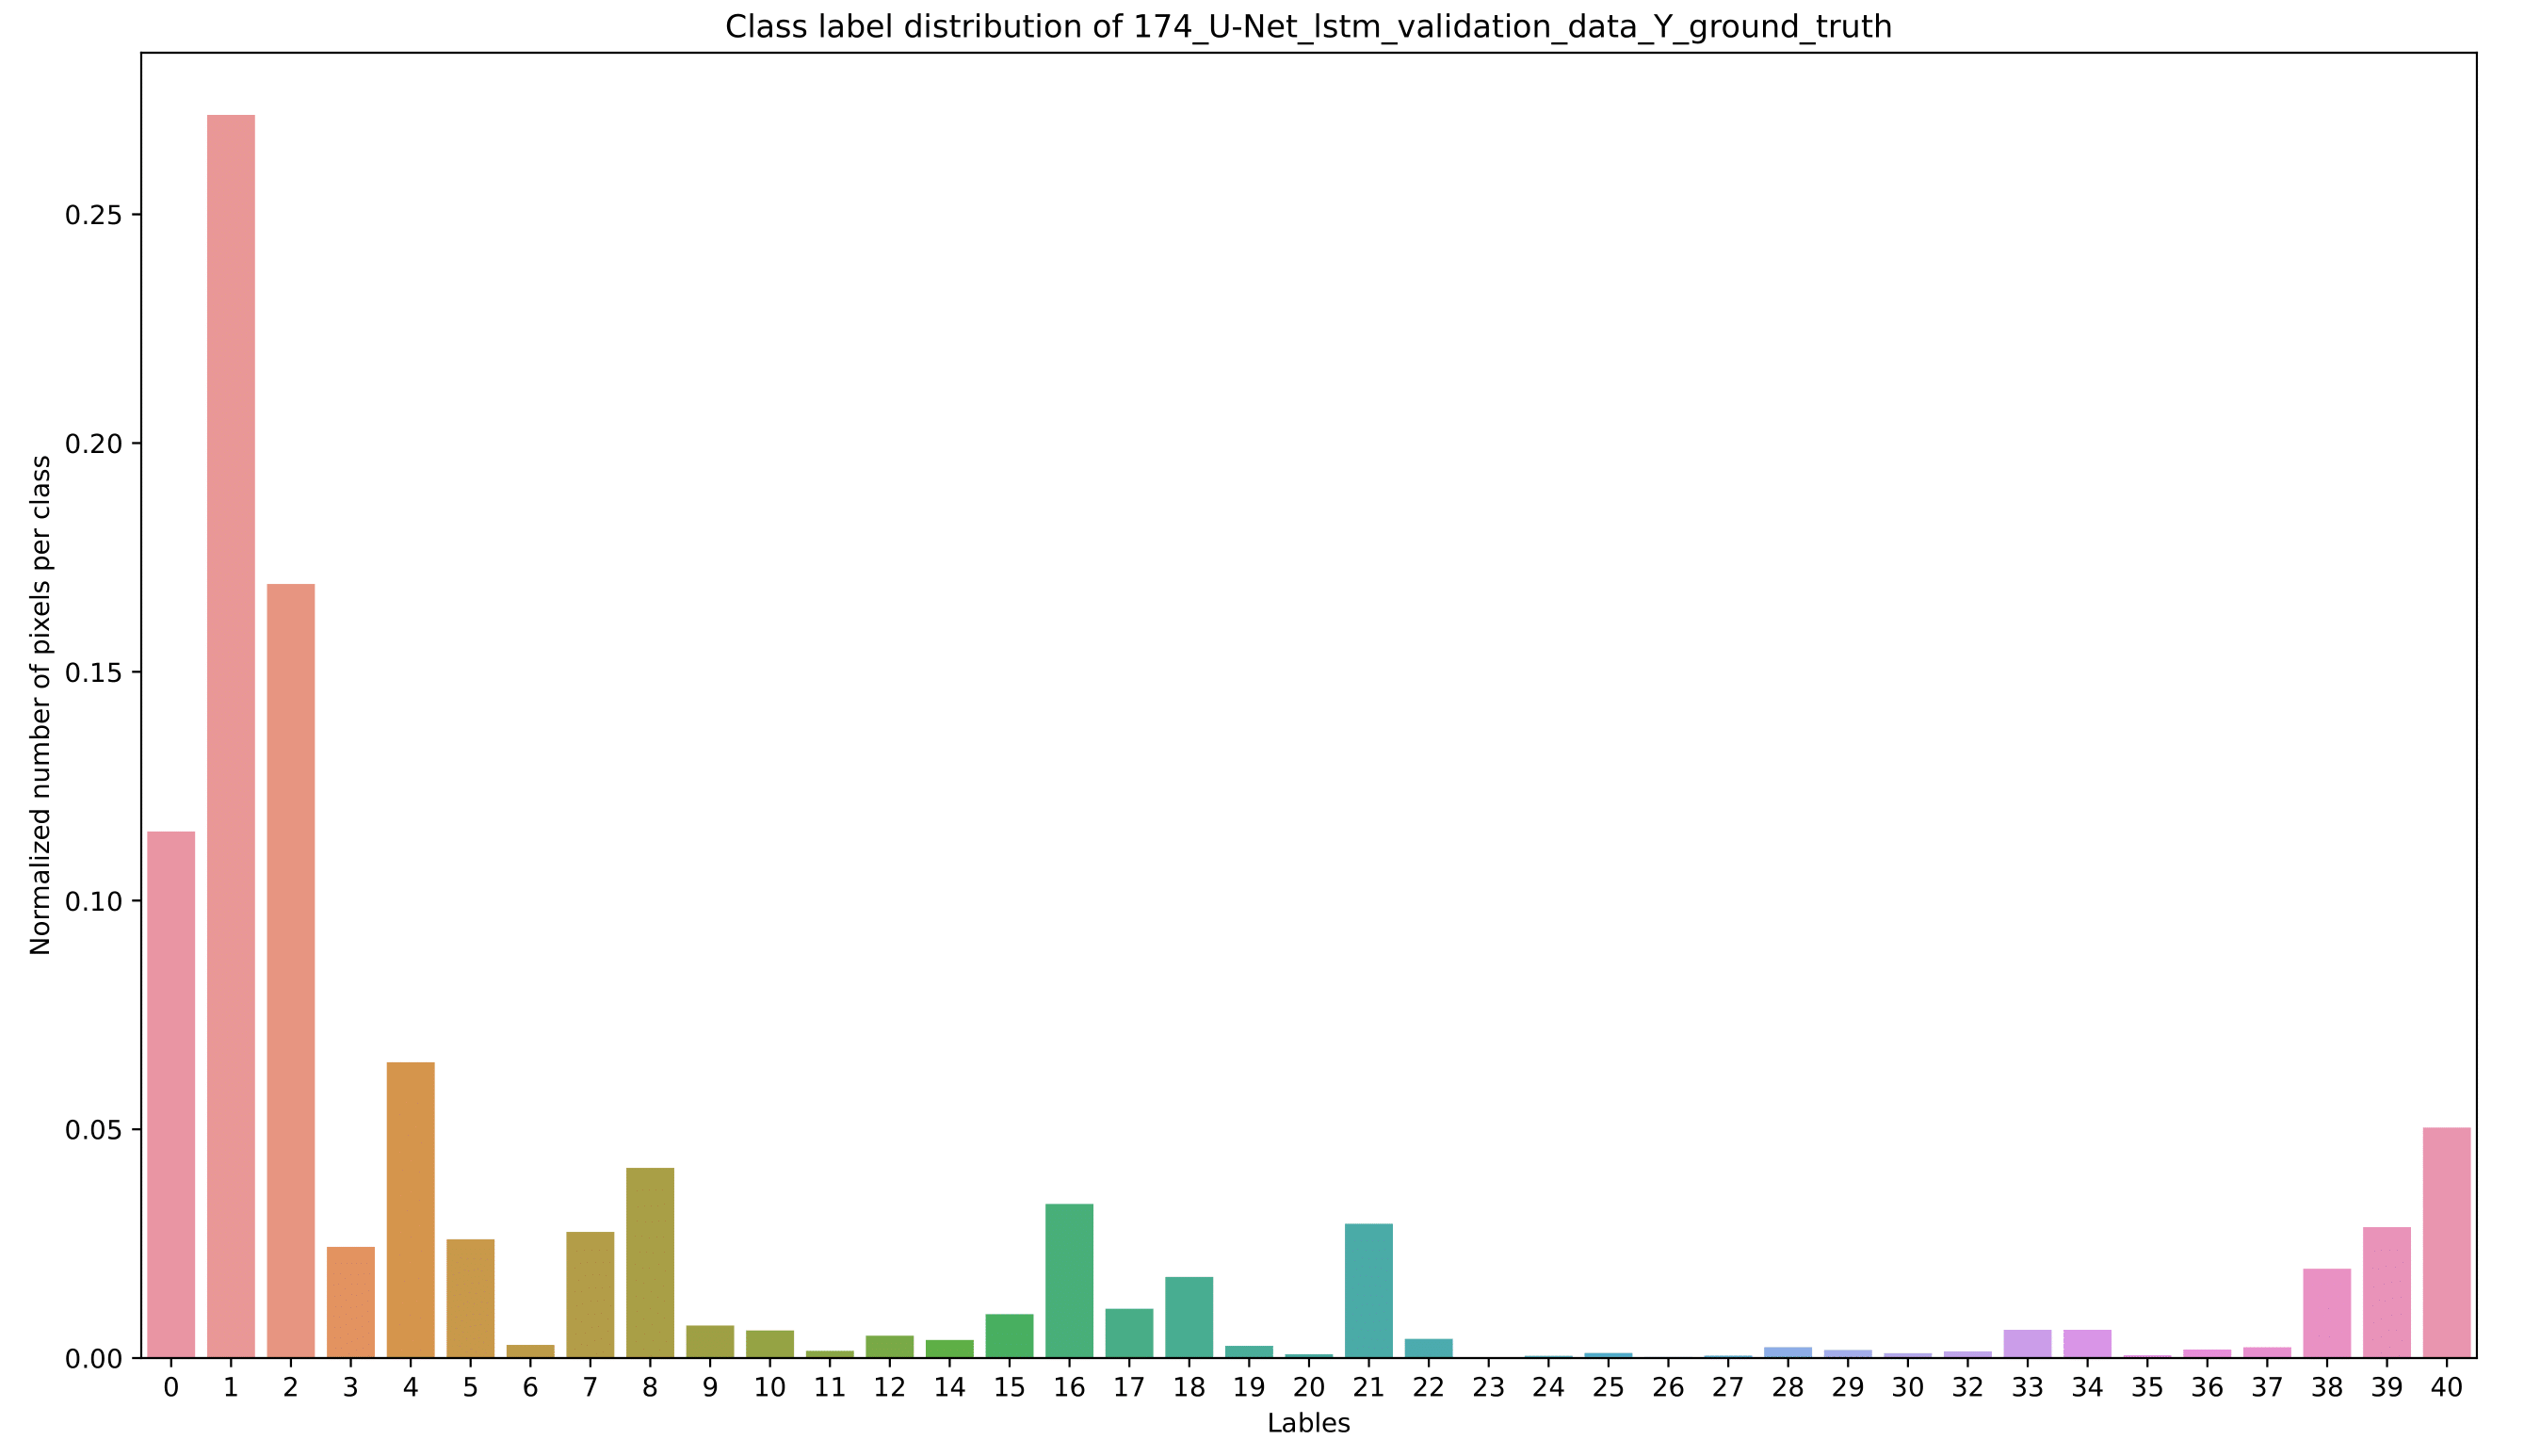 Class label distribution of 174_U-Net_lstm_validation_data_Y_ground_truth
Normalized number of pixels per class
0.25
0.20
0.15
0.10
0.05
0.00
0 1 2 3 4 5 6 7 8 9 10 11 12 14 15 16 17 18 19 20 21 22 23 24 25 26 27 28 29 30 32 33 34 35 36 37 38 39 40
Lables